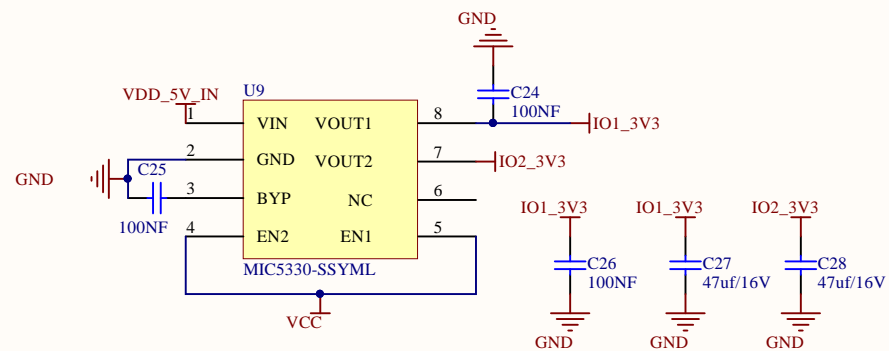 GND
U9
C24
100NF
VDD_5V_IN
1
VIN
VOUT1
8
IO1_3V3
2
GND
VOUT2
7
IO2_3V3
GND
C25
100NF
3
BYP
NC
6
4
EN2
EN1
5
MIC5330-SSYML
VCC
IO1_3V3
IO1_3V3
IO2_3V3
C26
100NF
C27
47uf/16V
C28
47uf/16V
GND
GND
GND